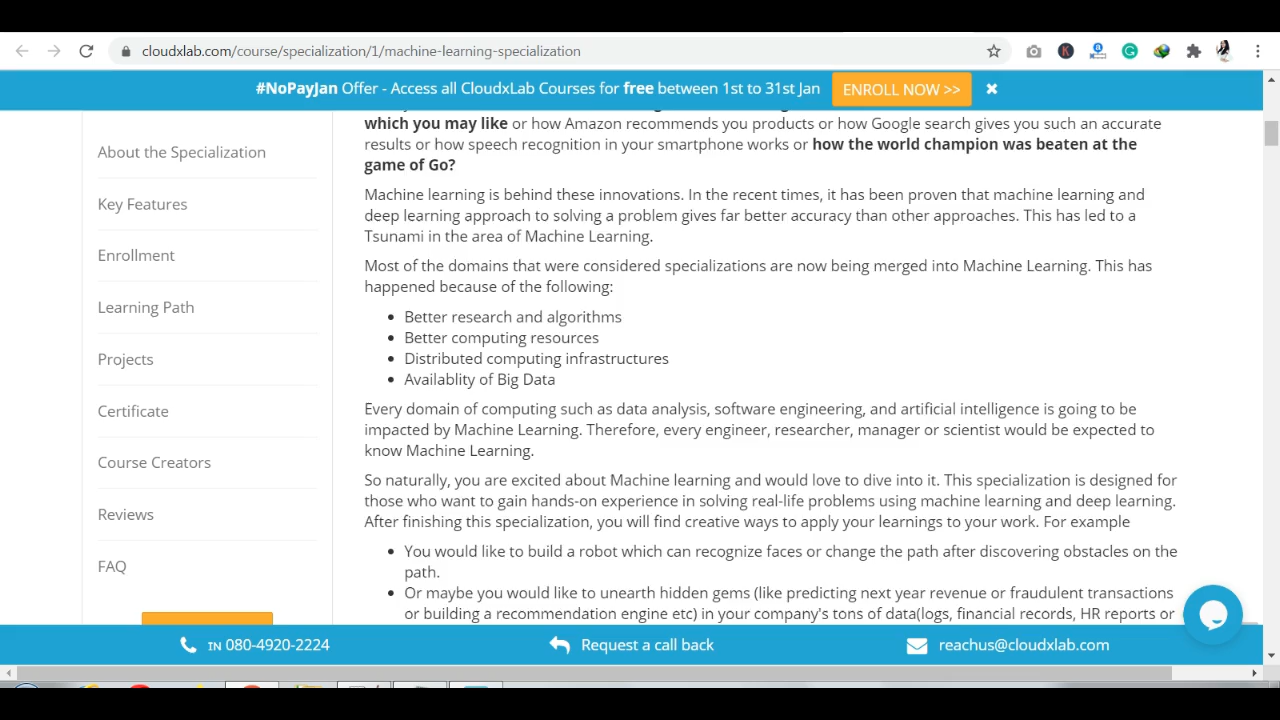 cloudxlab.com/course/specialization/1/machine-learning-specialization
#NoPayJan Offer - Access all CloudxLab Courses for free between 1st to 31st Jan
ENROLL NOW >>
About the Specialization
Key Features
Enrollment
Learning Path
Projects
Certificate
Course Creators
Reviews
FAQ
which you may like or how Amazon recommends you products or how Google search gives you such an accurate
results or how speech recognition in your smartphone works or how the world champion was beaten at the
game of Go?
Machine learning is behind these innovations. In the recent times, it has been proven that machine learning and
deep learning approach to solving a problem gives far better accuracy than other approaches. This has led to a
Tsunami in the area of Machine Learning.
Most of the domains that were considered specializations are now being merged into Machine Learning. This has
happened because of the following:
Better research and algorithms
Better computing resources
Distributed computing infrastructures
Availablity of Big Data
Every domain of computing such as data analysis, software engineering, and artificial intelligence is going to be
impacted by Machine Learning. Therefore, every engineer, researcher, manager or scientist would be expected to
know Machine Learning.
So naturally, you are excited about Machine learning and would love to dive into it. This specialization is designed for
those who want to gain hands-on experience in solving real-life problems using machine learning and deep learning.
After finishing this specialization, you will find creative ways to apply your learnings to your work. For example
You would like to build a robot which can recognize faces or change the path after discovering obstacles on the
path.
Or maybe you would like to unearth hidden gems (like predicting next year revenue or fraudulent transactions
or building a recommendation engine etc) in your company's tons of data(logs, financial records, HR reports or
IN 080-4920-2224
Request a call back
reachus@cloudxlab.com